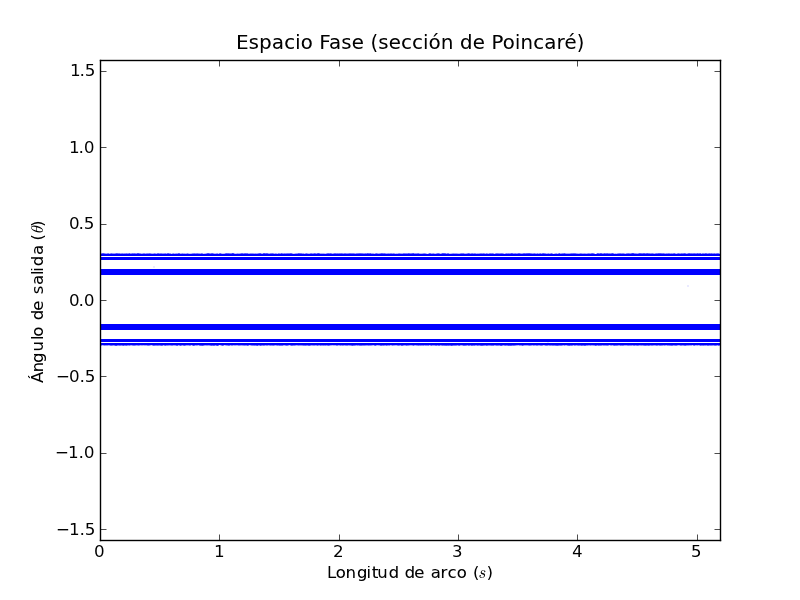 Espacio Fase (sección de Poincaré)
1.5
1.0
0.5
0.0
−0.5
−1.0
−1.5
Ángulo de salida (θ)
0 1 2 3 4 5
Longitud de arco (s)